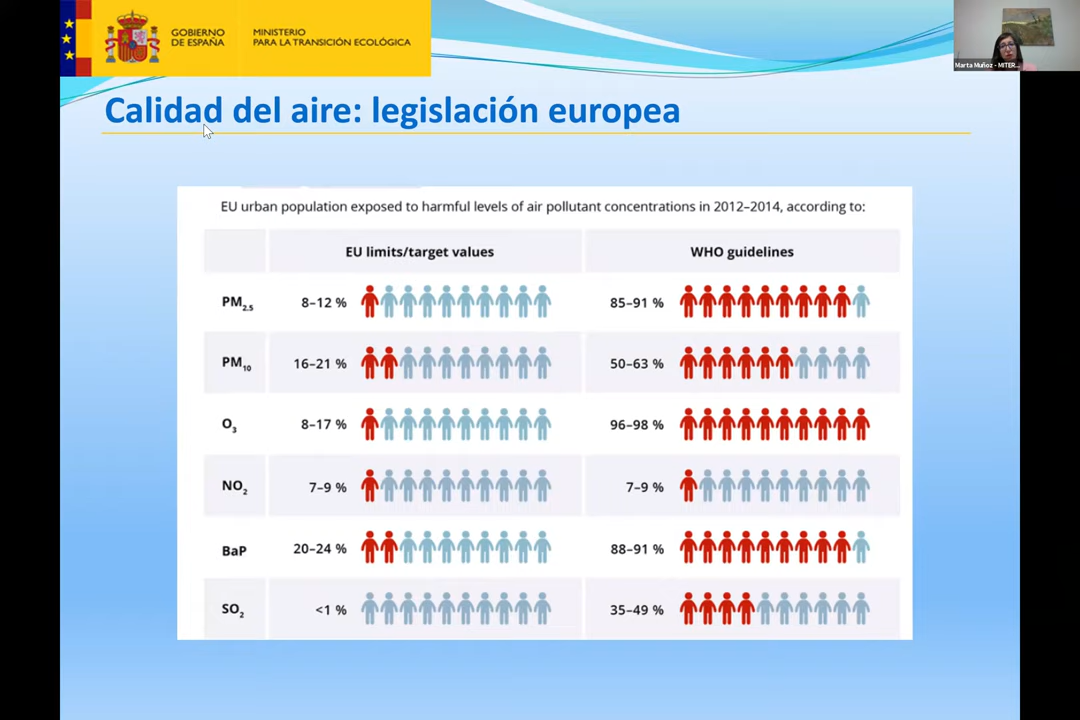 GOBIERNO
DE ESPAÑA
MINISTERIO
PARA LA TRANSICIÓN ECOLÓGICA
Marta Muñoz - MITER...
Calidad del aire: legislación europea
EU urban population exposed to harmful levels of air pollutant concentrations in 2012–2014, according to:
EU limits/target values WHO guidelines
PM2.5 8–12 % 85–91 %
PM10 16–21 % 50–63 %
O3 8–17 % 96–98 %
NO2 7–9 % 7–9 %
BaP 20–24 % 88–91 %
SO2 <1 % 35–49 %